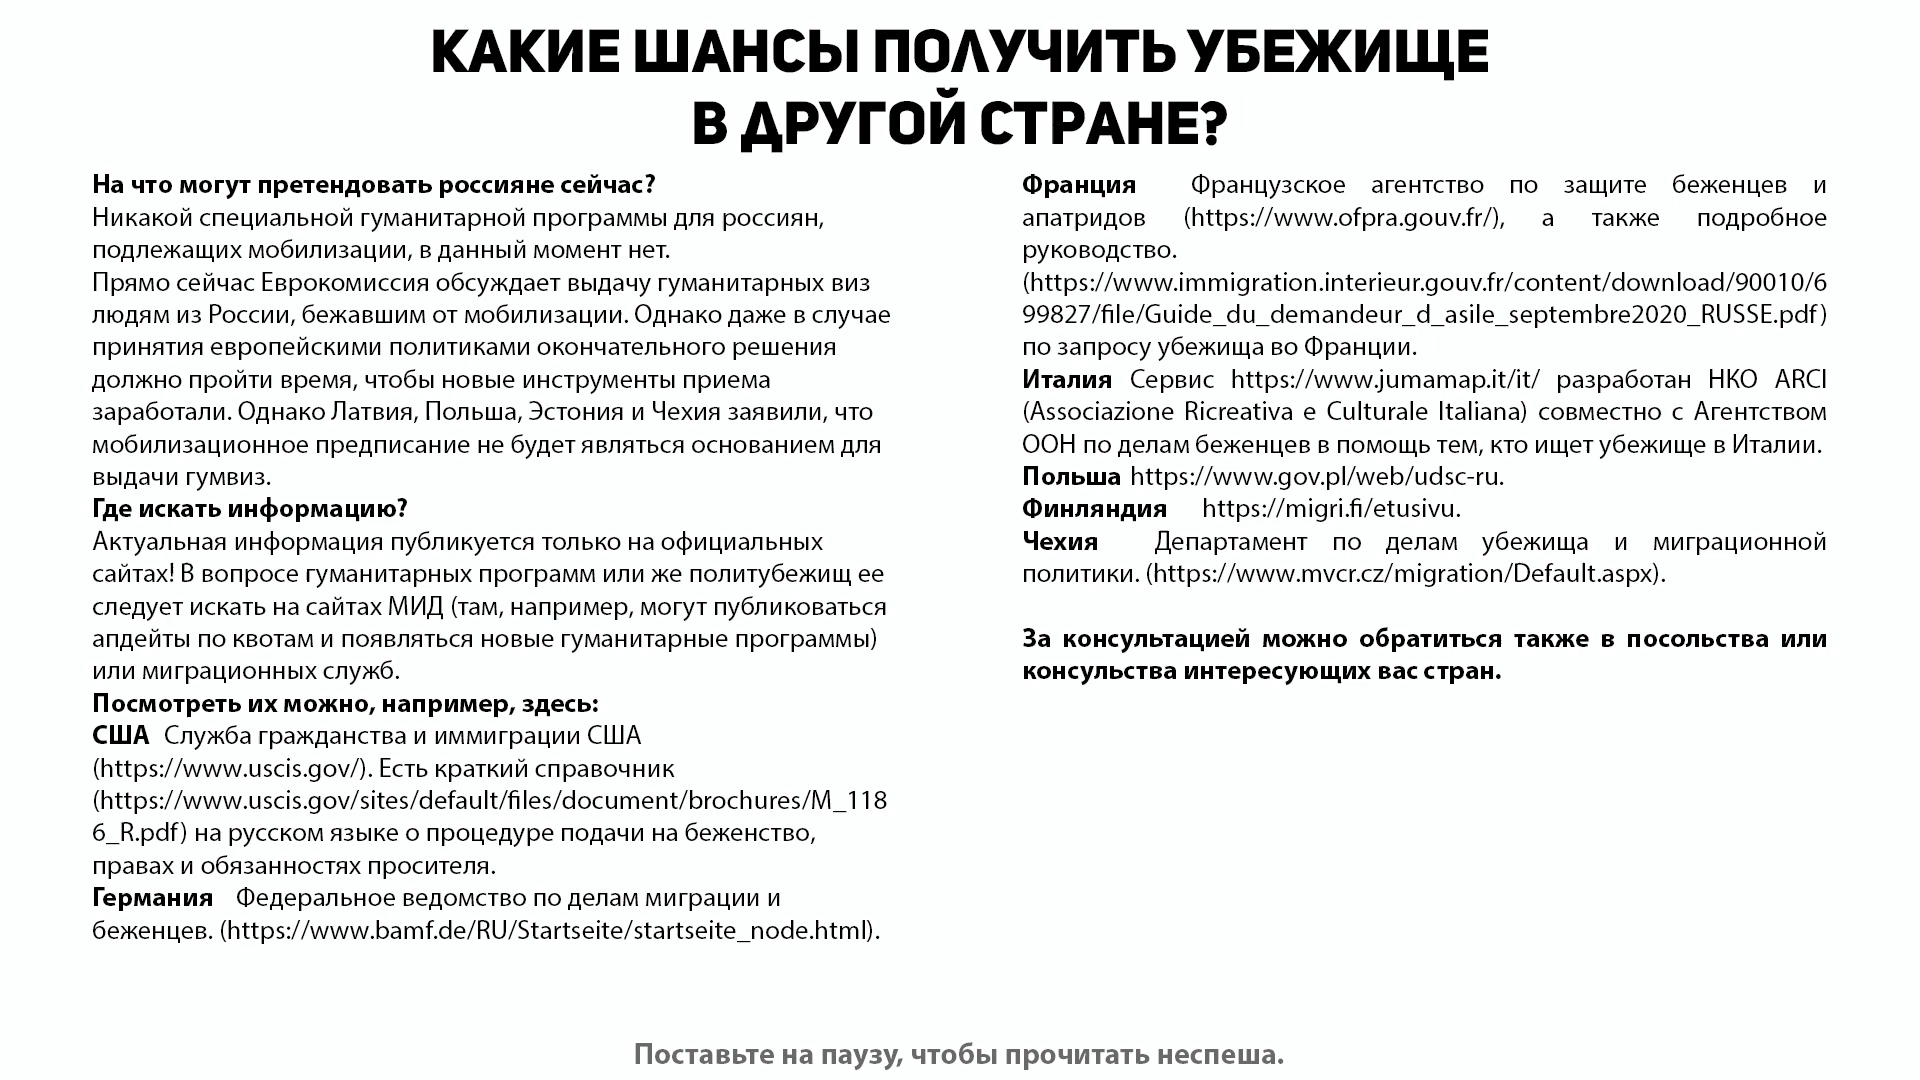 КАКИЕ ШАНСЫ ПОЛУЧИТЬ УБЕЖИЩЕ
В ДРУГОЙ СТРАНЕ?
На что могут претендовать россияне сейчас?
Никакой специальной гуманитарной программы для россиян,
подлежащих мобилизации, в данный момент нет.
Прямо сейчас Еврокомиссия обсуждает выдачу гуманитарных виз
людям из России, бежавшим от мобилизации. Однако даже в случае
принятия европейскими политиками окончательного решения
должно пройти время, чтобы новые инструменты приема
заработали. Однако Латвия, Польша, Эстония и Чехия заявили, что
мобилизационное предписание не будет являться основанием для
выдачи гумвиз.
Где искать информацию?
Актуальная информация публикуется только на официальных
сайтах! В вопросе гуманитарных программ или же политубежищ ее
следует искать на сайтах МИД (там, например, могут публиковаться
апдейты по квотам и появляться новые гуманитарные программы)
или миграционных служб.
Посмотреть их можно, например, здесь:
США Служба гражданства и иммиграции США
(https://www.uscis.gov/). Есть краткий справочник
(https://www.uscis.gov/sites/default/files/document/brochures/M_118
6_R.pdf) на русском языке о процедуре подачи на беженство,
правах и обязанностях просителя.
Германия Федеральное ведомство по делам миграции и
беженцев. (https://www.bamf.de/RU/Startseite/startseite_node.html).
Франция Французское агентство по защите беженцев и
апатридов (https://www.ofpra.gouv.fr/), а также подробное
руководство.
(https://www.immigration.interieur.gouv.fr/content/download/90010/6
99827/file/Guide_du_demandeur_d_asile_septembre2020_RUSSE.pdf)
по запросу убежища во Франции.
Италия Сервис https://www.jumamap.it/it/ разработан НКО ARCI
(Associazione Ricreativa e Culturale Italiana) совместно с Агентством
ООН по делам беженцев в помощь тем, кто ищет убежище в Италии.
Польша https://www.gov.pl/web/udsc-ru.
Финляндия https://migri.fi/etusivu.
Чехия Департамент по делам убежища и миграционной
политики. (https://www.mvcr.cz/migration/Default.aspx).
За консультацией можно обратиться также в посольства или
консульства интересующих вас стран.
Поставьте на паузу, чтобы прочитать неспеша.